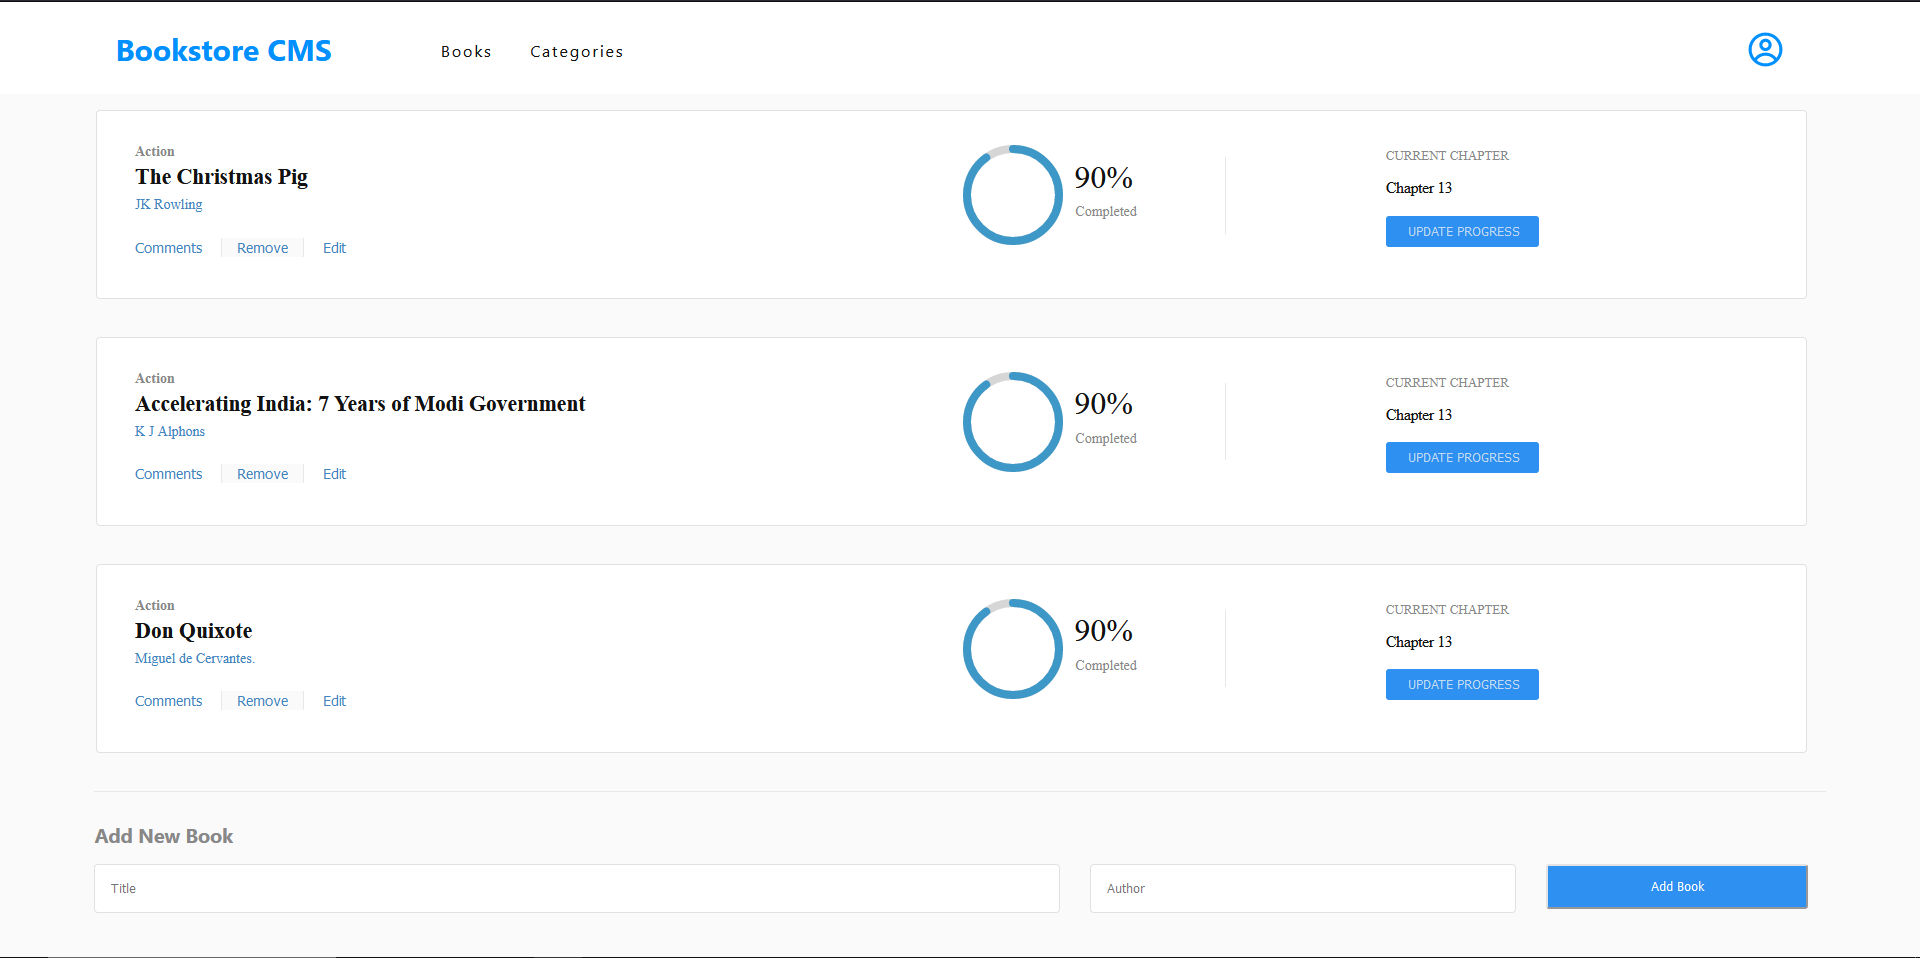 Bookstore CMS
Books
Categories
Action
The Christmas Pig
JK Rowling
Comments
Remove
Edit
90%
Completed
CURRENT CHAPTER
Chapter 13
UPDATE PROGRESS
Action
Accelerating India: 7 Years of Modi Government
K J Alphons
Comments
Remove
Edit
90%
Completed
CURRENT CHAPTER
Chapter 13
UPDATE PROGRESS
Action
Don Quixote
Miguel de Cervantes.
Comments
Remove
Edit
90%
Completed
CURRENT CHAPTER
Chapter 13
UPDATE PROGRESS
Add New Book
Title
Author
Add Book